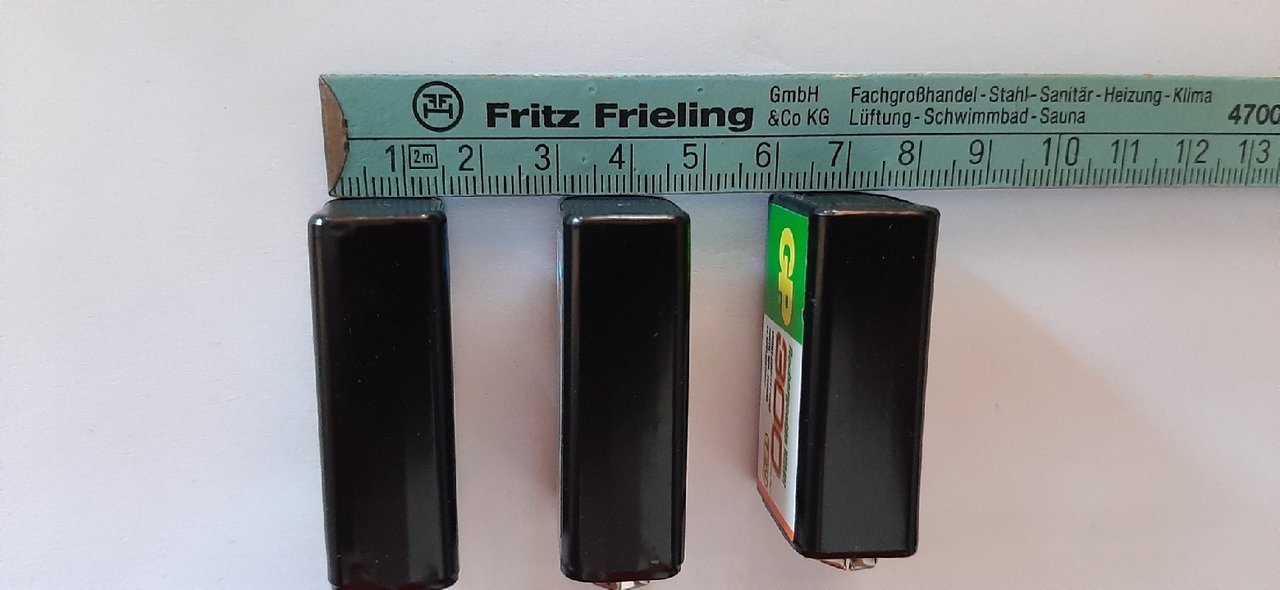 Fritz Frieling
GmbH
&Co KG
Fachgroßhandel - Stahl - Sanitär - Heizung - Klima
Lüftung - Schwimmbad - Sauna
4700
1 2m 2 3 4 5 6 7 8 9 10 11 12 13
GP
300